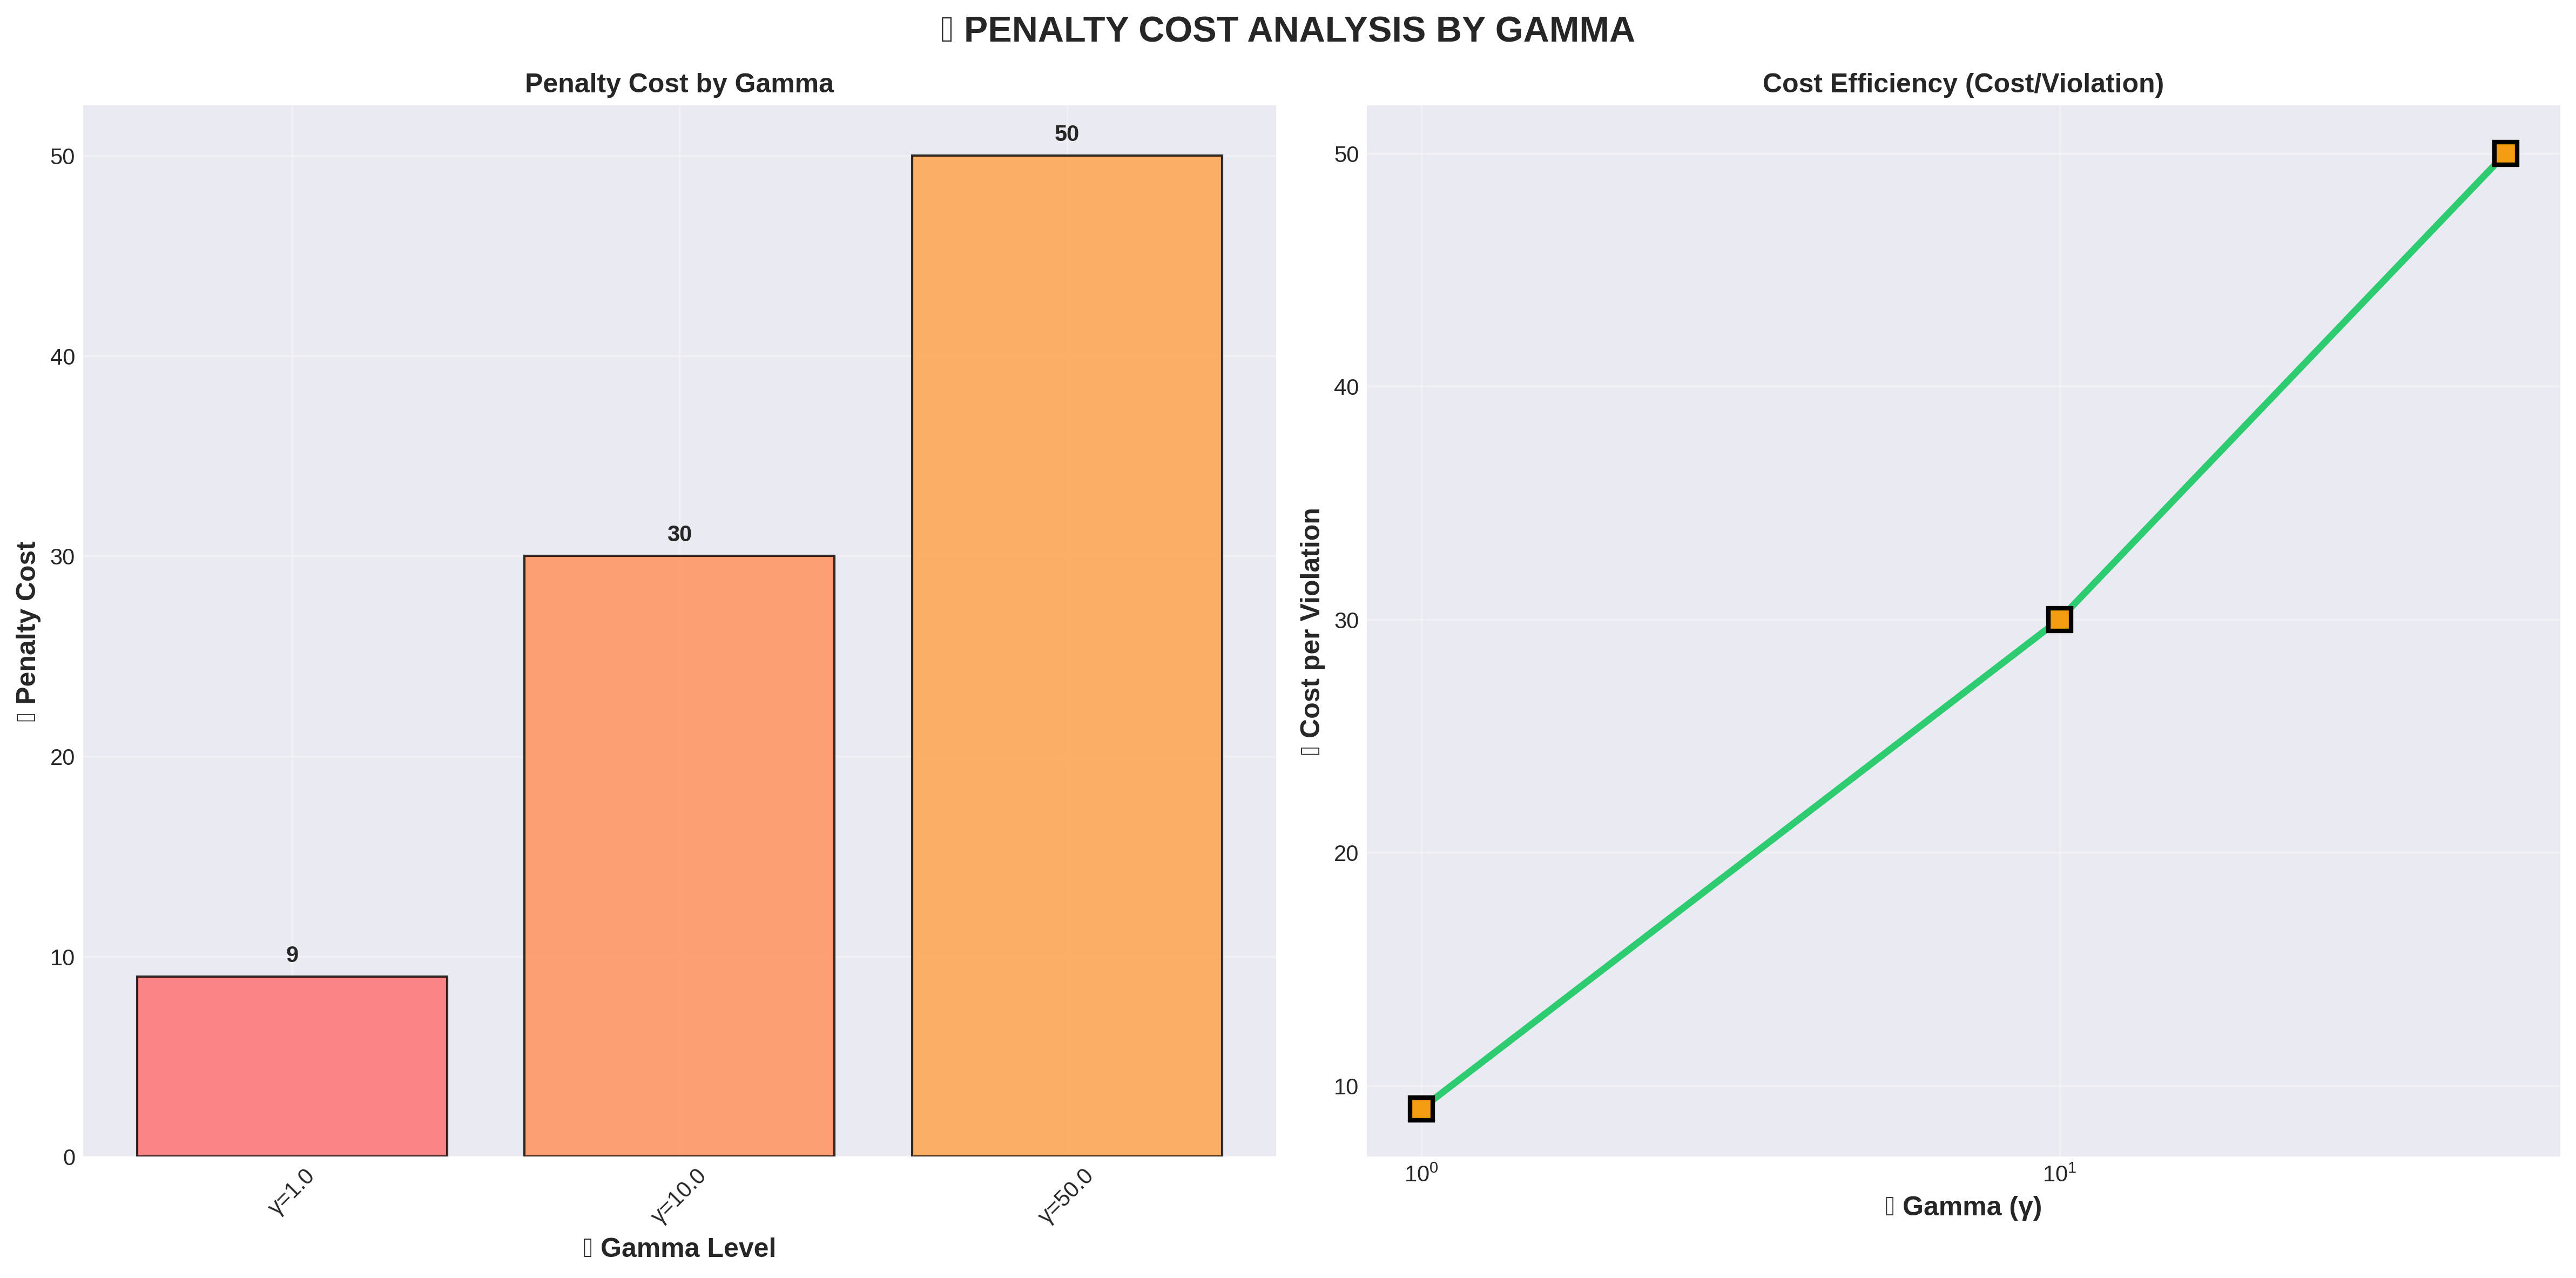 ▯ PENALTY COST ANALYSIS BY GAMMA
Penalty Cost by Gamma
▯ Penalty Cost
50
40
30
20
10
0
9
30
50
γ=1.0
γ=10.0
γ=50.0
▯ Gamma Level
Cost Efficiency (Cost/Violation)
▯ Cost per Violation
50
40
30
20
10
10⁰
10¹
▯ Gamma (γ)